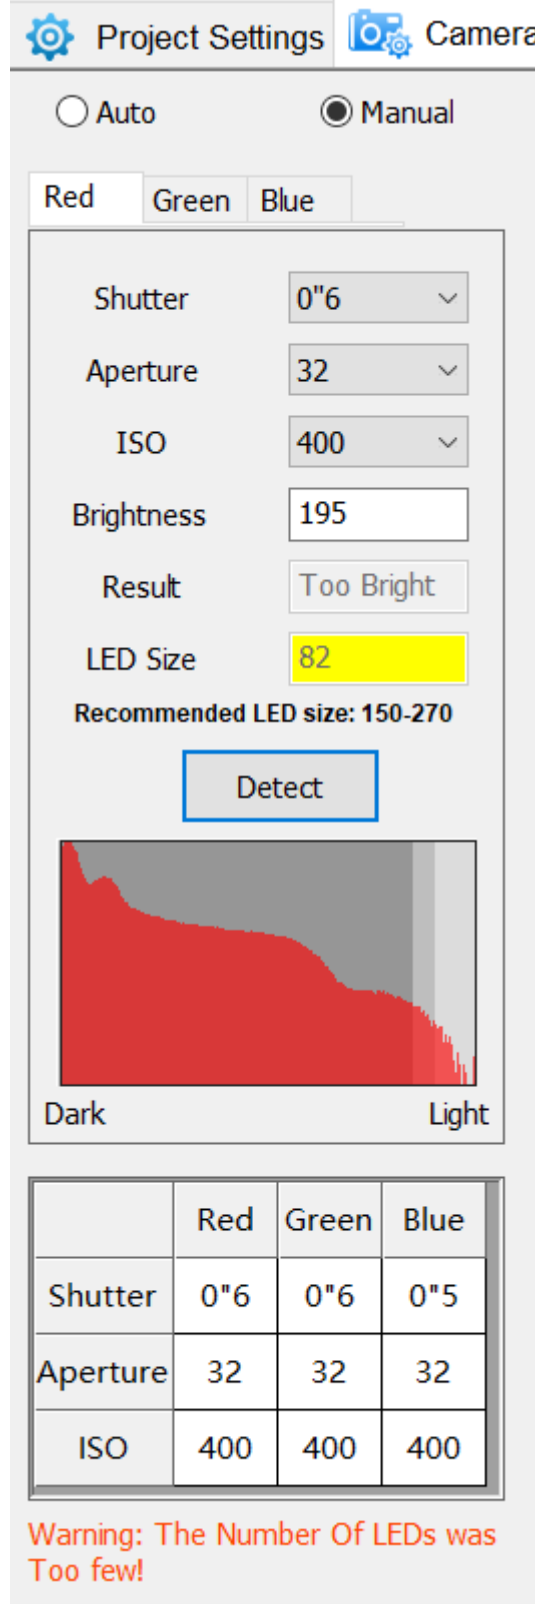 Project Settings
Auto
Manual
Red
Green
Blue
Shutter
0"6
Aperture
32
ISO
400
Brightness
195
Result
Too Bright
LED Size
82
Recommended LED size: 150-270
Detect
Dark
Light
Red Green Blue
Shutter 0"6 0"6 0"5
Aperture 32 32 32
ISO 400 400 400
Warning: The Number Of LEDs was
Too few!